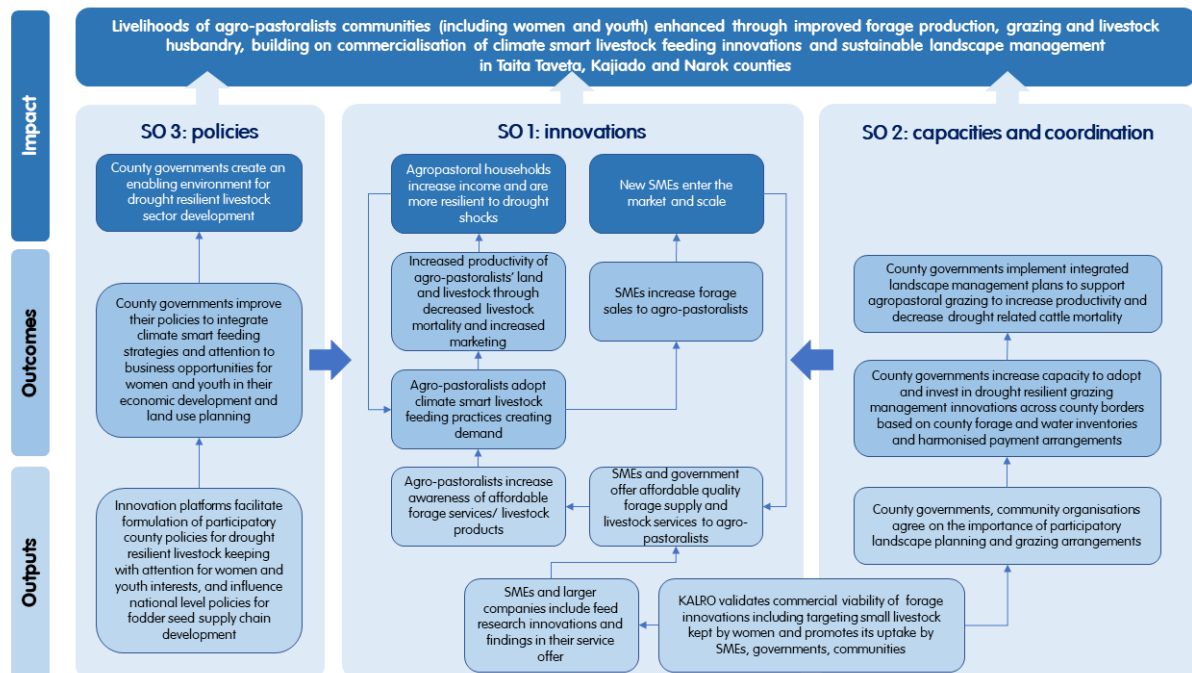 Livelihoods of agro-pastoralists communities (including women and youth) enhanced through improved forage production, grazing and livestock
husbandry, building on commercialisation of climate smart livestock feeding innovations and sustainable landscape management
in Taita Taveta, Kajiado and Narok counties
Impact
Outcomes
Outputs
SO 3: policies
County governments create an
enabling environment for
drought resilient livestock
sector development
County governments improve
their policies to integrate
climate smart feeding
strategies and attention to
business opportunities for
women and youth in their
economic development and
land use planning
Innovation platforms facilitate
formulation of participatory
county policies for drought
resilient livestock keeping
with attention for women and
youth interests, and influence
national level policies for
fodder seed supply chain
development
SO 1: innovations
Agropastoral households
increase income and are
more resilient to drought
shocks
New SMEs enter the
market and scale
Increased productivity of
agro-pastoralists' land
and livestock through
decreased livestock
mortality and increased
marketing
SMEs increase forage
sales to agro-pastoralists
Agro-pastoralists adopt
climate smart livestock
feeding practices creating
demand
Agro-pastoralists increase
awareness of affordable
forage services/ livestock
products
SMEs and government
offer affordable quality
forage supply and
livestock services to agro-
pastoralists
SMEs and larger
companies include feed
research innovations and
findings in their service
offer
KALRO validates commercial viability of forage
innovations including targeting small livestock
kept by women and promotes its uptake by
SMEs, governments, communities
SO 2: capacities and coordination
County governments implement integrated
landscape management plans to support
agropastoral grazing to increase productivity and
decrease drought related cattle mortality
County governments increase capacity to adopt
and invest in drought resilient grazing
management innovations across county borders
based on county forage and water inventories
and harmonised payment arrangements
County governments, community organisations
agree on the importance of participatory
landscape planning and grazing arrangements